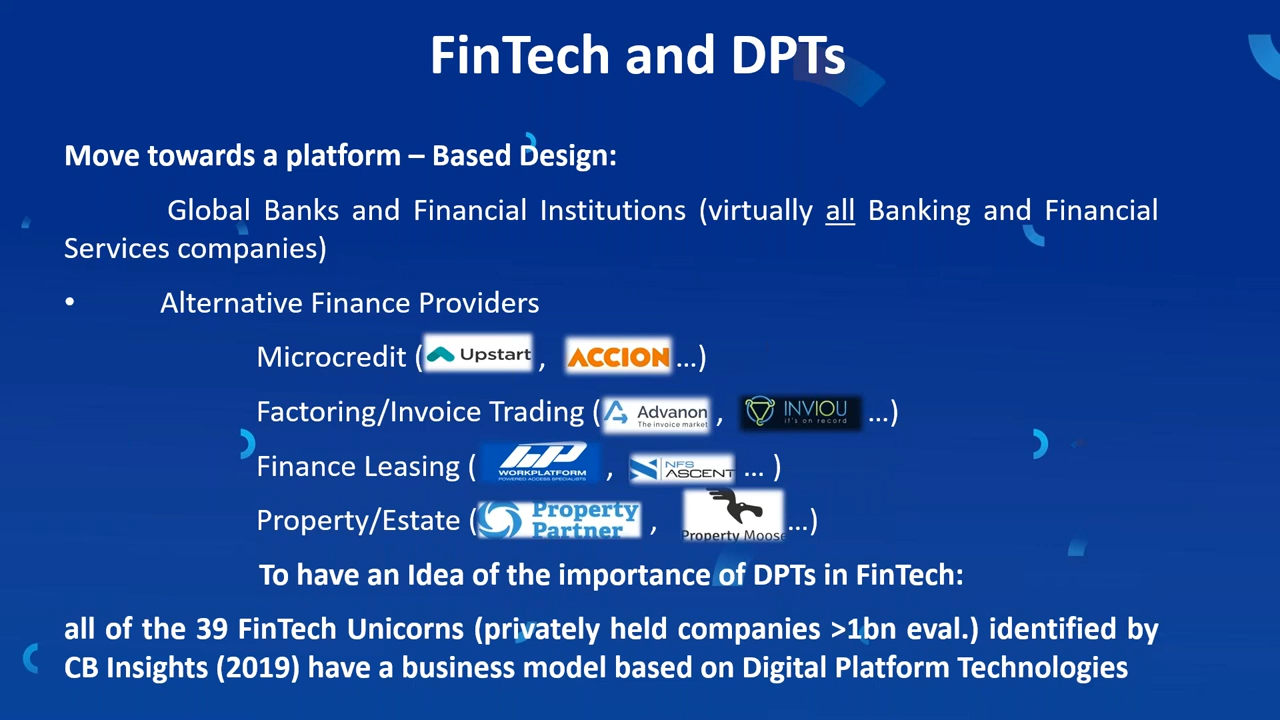 FinTech and DPTs
Move towards a platform – Based Design:
Global Banks and Financial Institutions (virtually all Banking and Financial
Services companies)
• Alternative Finance Providers
Microcredit ( Upstart , ACCION ...)
Factoring/Invoice Trading ( Advanon The invoice market , INVIOU it's on record ...)
Finance Leasing ( WORKPLATFORM POWERED ACCESS SPECIALISTS , NFS ASCENT ... )
Property/Estate ( Property Partner , Property Moose ...)
To have an Idea of the importance of DPTs in FinTech:
all of the 39 FinTech Unicorns (privately held companies >1bn eval.) identified by
CB Insights (2019) have a business model based on Digital Platform Technologies